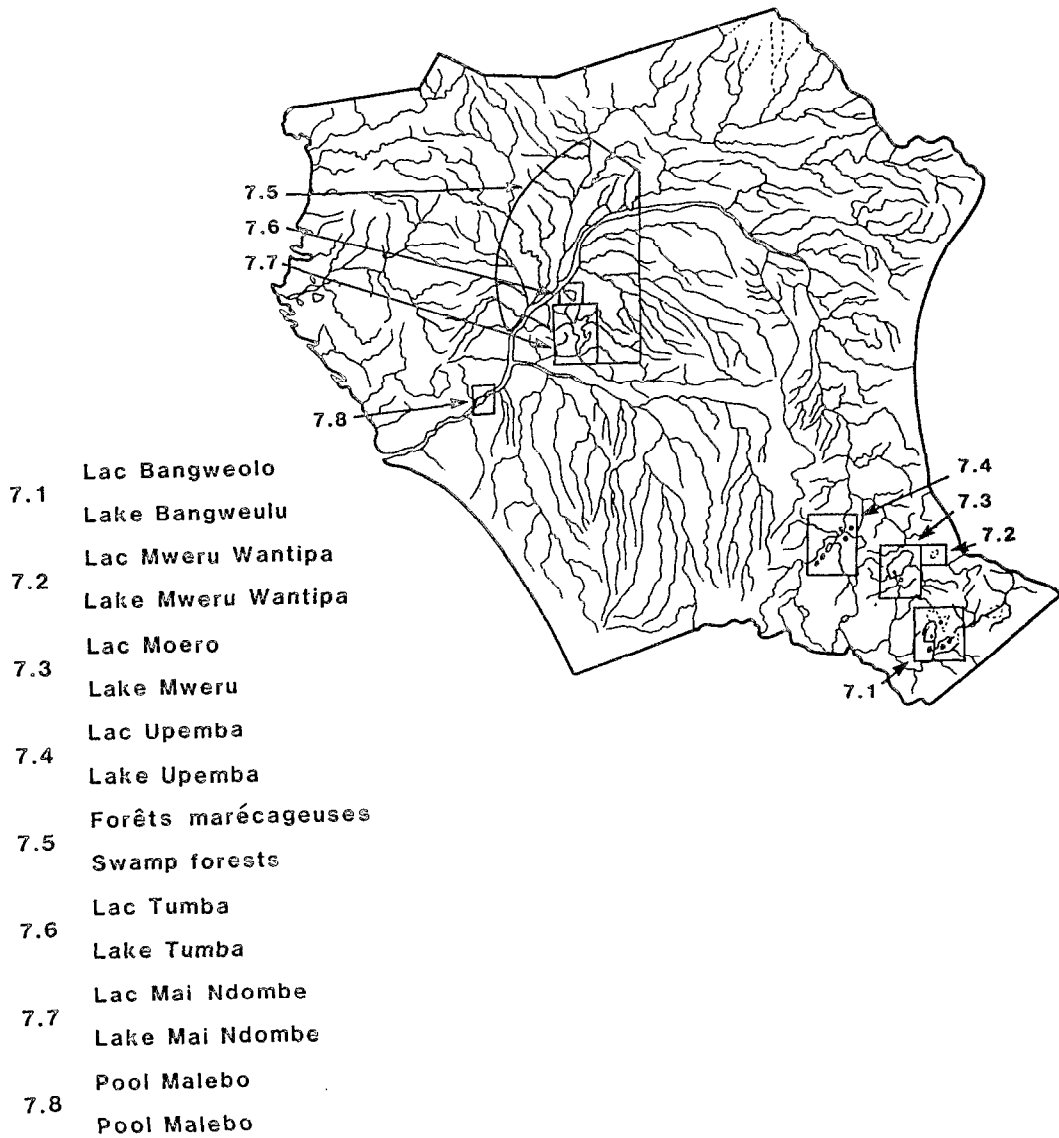 7.5
7.6
7.7
7.8
7.4
7.3
7.2
7.1
7.1
Lac Bangweolo
Lake Bangweulu
7.2
Lac Mweru Wantipa
Lake Mweru Wantipa
7.3
Lac Moero
Lake Mweru
7.4
Lac Upemba
Lake Upemba
7.5
Forêts marécageuses
Swamp forests
7.6
Lac Tumba
Lake Tumba
7.7
Lac Mai Ndombe
Lake Mai Ndombe
7.8
Pool Malebo
Pool Malebo